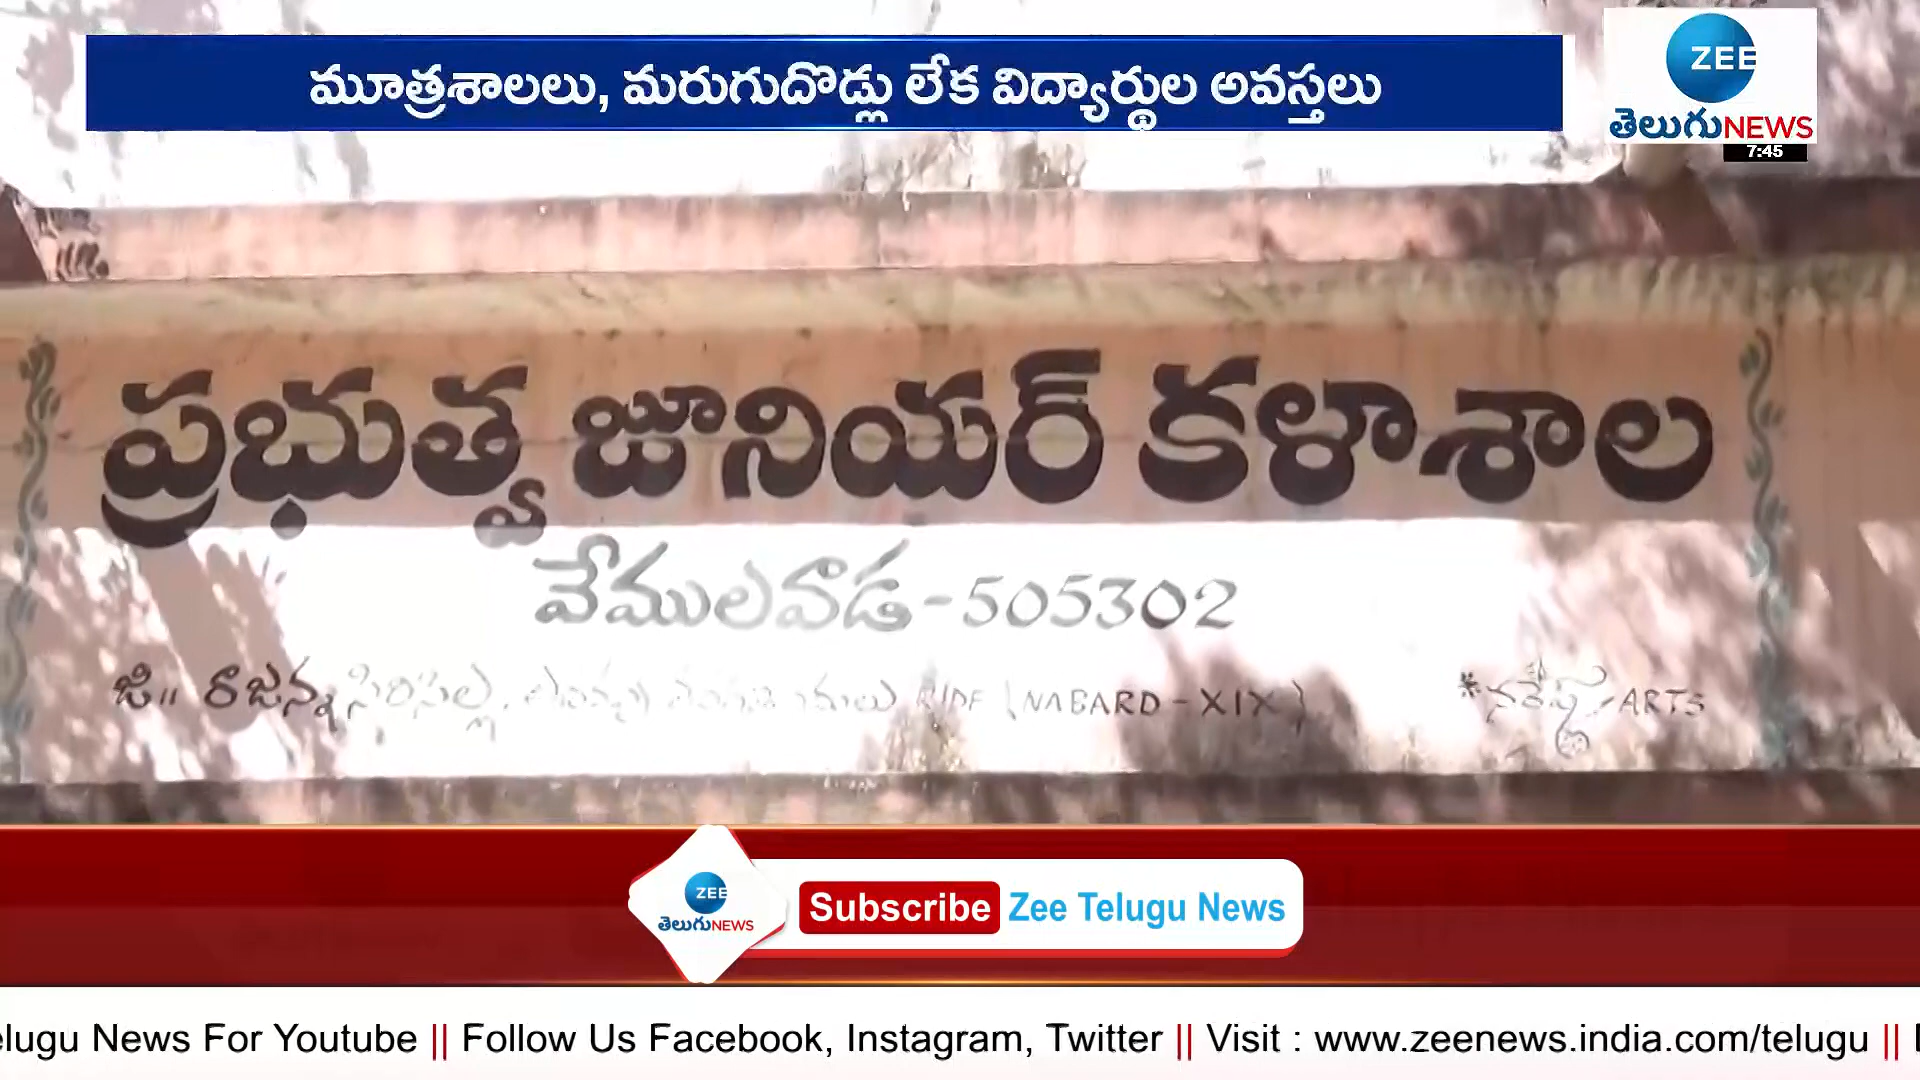 మూత్రశాలలు, మరుగుదొడ్లు లేక విద్యార్థుల అవస్తలు
ZEE
తెలుగు NEWS
7:45
ప్రభుత్వ జూనియర్ కళాశాల
వేములవాడ-505302
జి॥ రాజన్న సిరిసిల్ల. RIDF (NABARD-XIX) * ARTS
ZEE
తెలుగు NEWS
Subscribe Zee Telugu News
elugu News For Youtube || Follow Us Facebook, Instagram, Twitter || Visit : www.zeenews.india.com/telugu ||